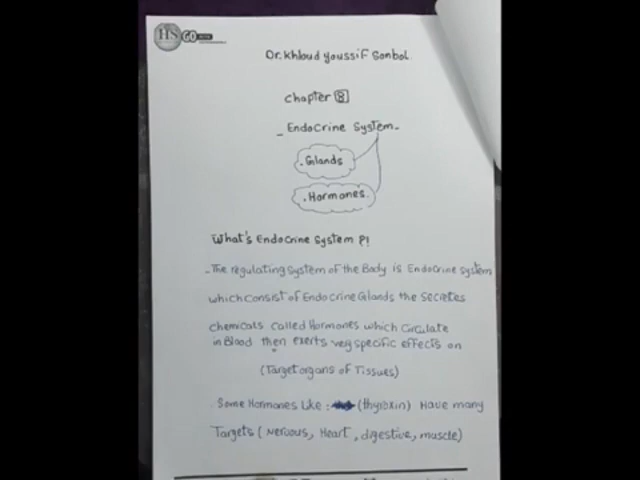 HS GO
Dr. Khloud Youssif Sonbol
Chapter 8
- Endocrine System -
. Glands
. Hormones.
What's Endocrine System ?!
- The regulating system of the Body is Endocrine system
which consist of Endocrine Glands the Secretes
chemicals called Hormones which Circulate
in Blood then exerts very specific effects on
(Target organs of Tissues)
. Some Hormones Like : (thyroxin) Have many
Targets ( Nervous, Heart, digestive, muscle)